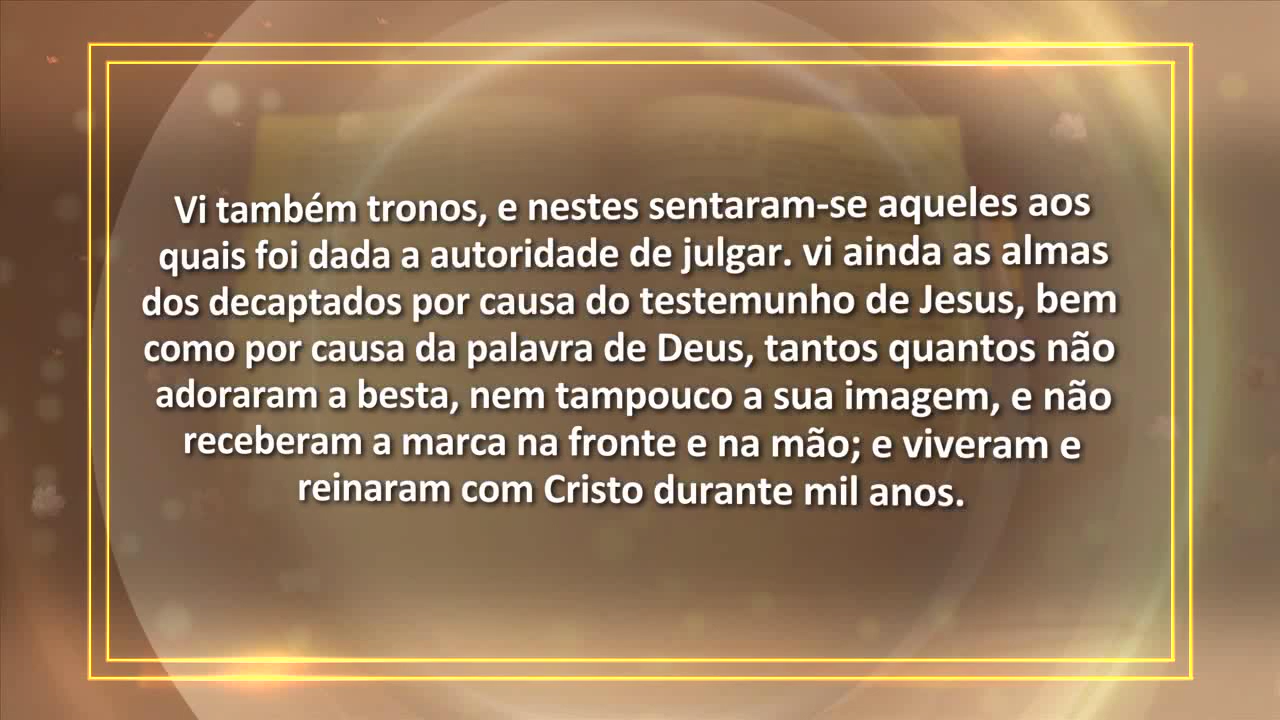 Vi também tronos, e nestes sentaram-se aqueles aos
quais foi dada a autoridade de julgar. vi ainda as almas
dos decaptados por causa do testemunho de Jesus, bem
como por causa da palavra de Deus, tantos quantos não
adoraram a besta, nem tampouco a sua imagem, e não
receberam a marca na fronte e na mão; e viveram e
reinaram com Cristo durante mil anos.